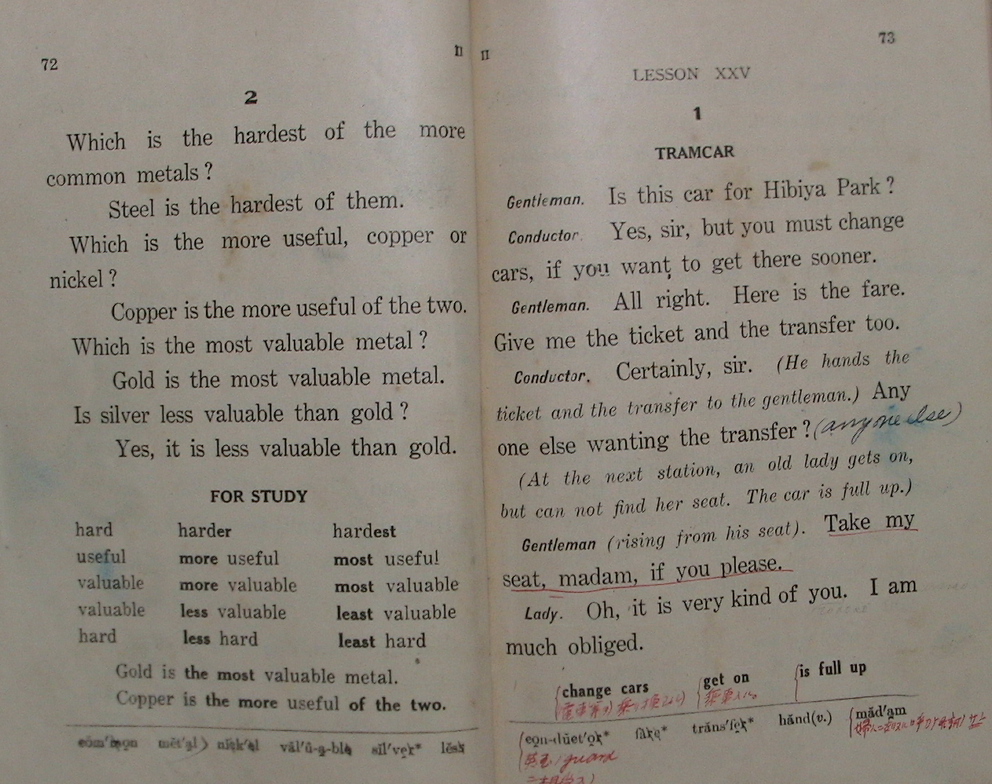 72
II
2
Which is the hardest of the more
common metals ?
Steel is the hardest of them.
Which is the more useful, copper or
nickel ?
Copper is the more useful of the two.
Which is the most valuable metal ?
Gold is the most valuable metal.
Is silver less valuable than gold ?
Yes, it is less valuable than gold.
FOR STUDY
hard harder hardest
useful more useful most useful
valuable more valuable most valuable
valuable less valuable least valuable
hard less hard least hard
Gold is the most valuable metal.
Copper is the more useful of the two.
II
73
LESSON XXV
1
TRAMCAR
Gentleman. Is this car for Hibiya Park ?
Conductor. Yes, sir, but you must change
cars, if you want to get there sooner.
Gentleman. All right. Here is the fare.
Give me the ticket and the transfer too.
Conductor. Certainly, sir. (He hands the
ticket and the transfer to the gentleman.) Any
one else wanting the transfer ? (any one else)
(At the next station, an old lady gets on,
but can not find her seat. The car is full up.)
Gentleman (rising from his seat). Take my
seat, madam, if you please.
Lady. Oh, it is very kind of you. I am
much obliged.
change cars get on is full up
hănd(v.) măd'am
guard